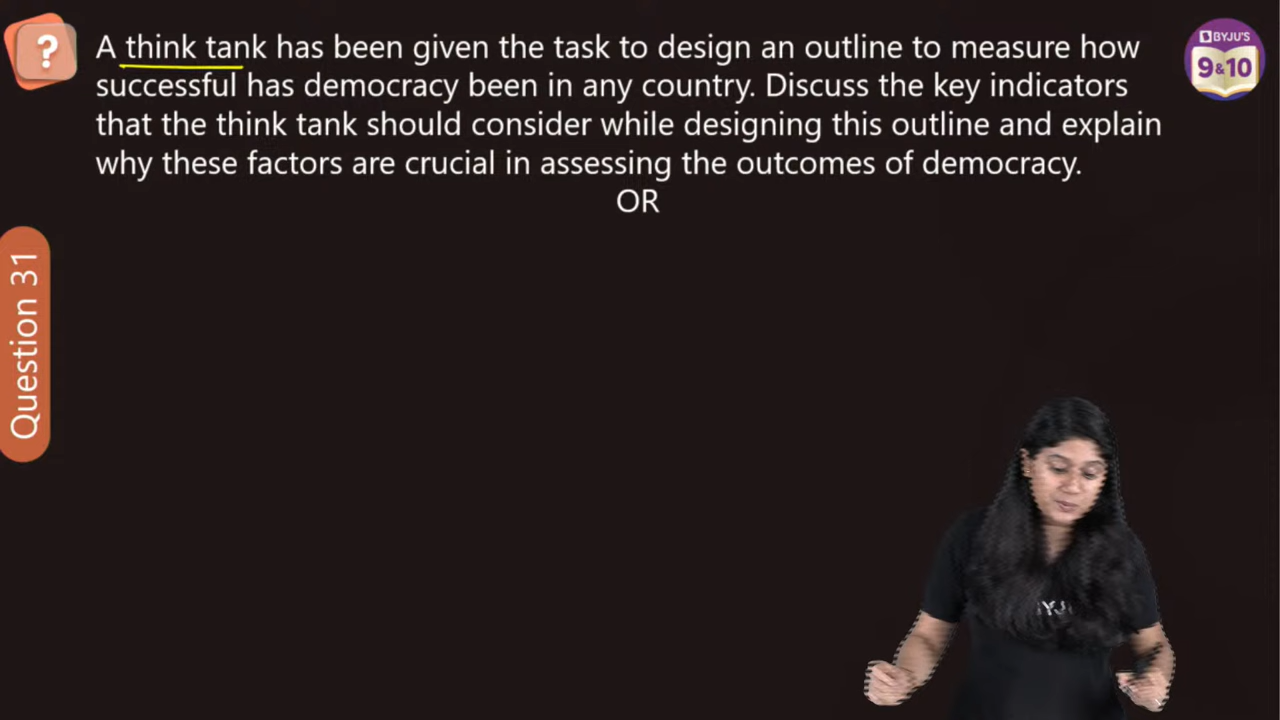 ?
A think tank has been given the task to design an outline to measure how
successful has democracy been in any country. Discuss the key indicators
that the think tank should consider while designing this outline and explain
why these factors are crucial in assessing the outcomes of democracy.
OR
BYJU'S
9&10
Question 31